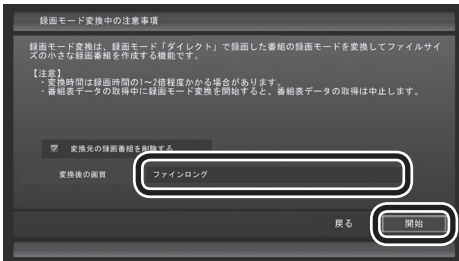 録画モード変換中の注意事項
録画モード変換は、録画モード「ダイレクト」で録画した番組の録画モードを変換してファイルサイ
ズの小さな録画番組を作成する機能です。
【注意】
・変換時間は録画時間の1~2倍程度かかる場合があります。
・番組表データの取得中に録画モード変換を開始すると、番組表データの取得は中止します。
変換元の録画番組を削除する
変換後の画質
ファインロング
戻る
開始